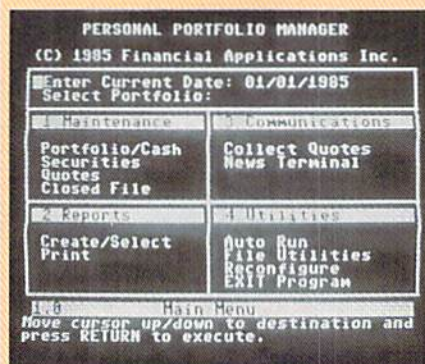 PERSONAL PORTFOLIO MANAGER
(C) 1985 Financial Applications Inc.
Enter Current Date: 01/01/1985
Select Portfolio:
1 Maintenance
Portfolio/Cash
Securities
Quotes
Closed File
3 Communications
Collect Quotes
News Terminal
2 Reports
Create/Select
Print
4 Utilities
Auto Run
File Utilities
Reconfigure
EXIT Program
1.0 Main Menu
Move cursor up/down to destination and
press RETURN to execute.